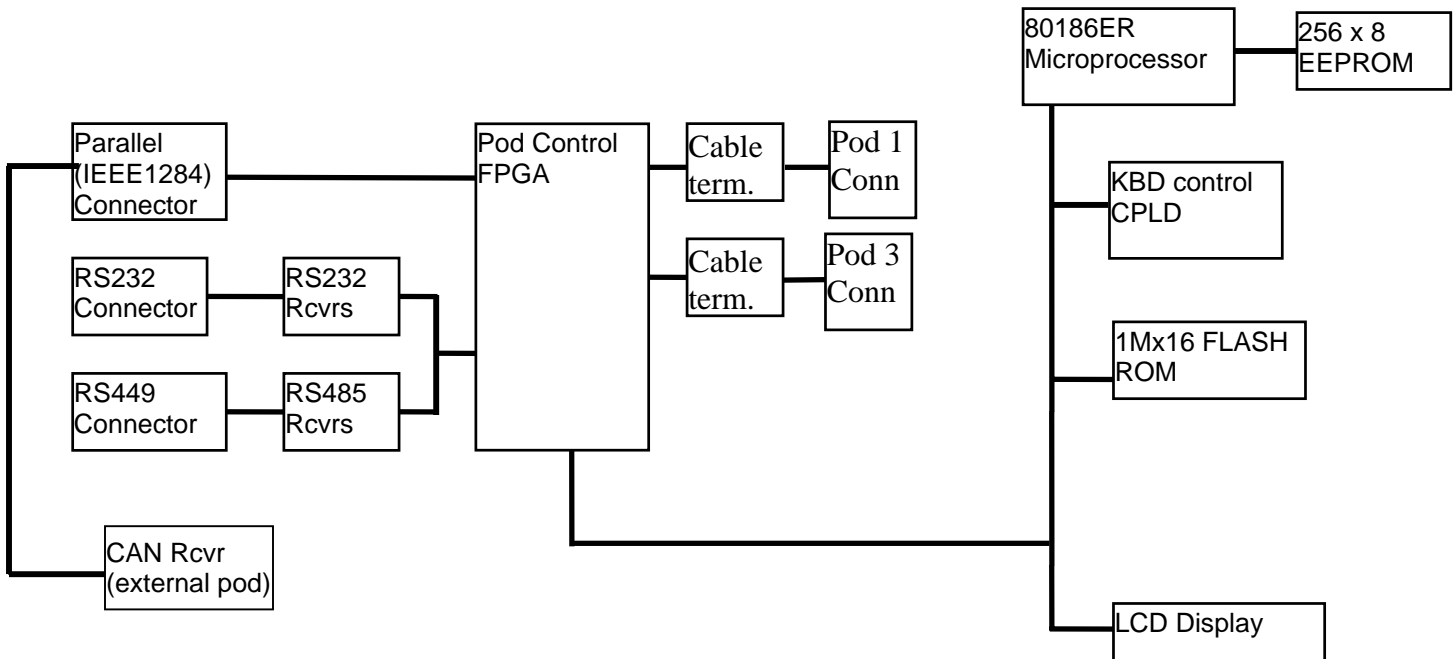 80186ER
Microprocessor
256 x 8
EEPROM
Parallel
(IEEE1284)
Connector
Pod Control
FPGA
Cable
term.
Pod 1
Conn
KBD control
CPLD
RS232
Connector
RS232
Rcvrs
Cable
term.
Pod 3
Conn
1Mx16 FLASH
ROM
RS449
Connector
RS485
Rcvrs
CAN Rcvr
(external pod)
LCD Display